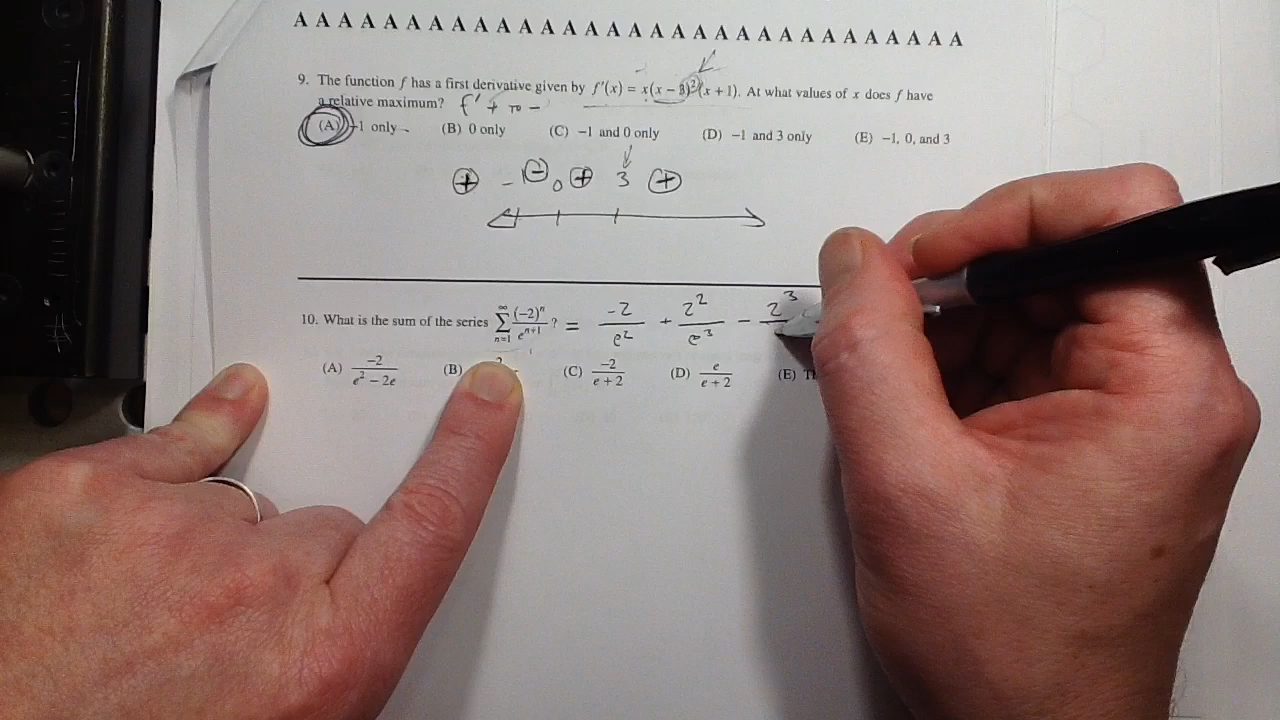 A A A A A A A A A A A A A A A A A A A A A A A A A A A A A A
9. The function f has a first derivative given by f′(x) = x(x − 3)²(x + 1). At what values of x does f have
a relative maximum? f′ + TO −
(A) −1 only (B) 0 only (C) −1 and 0 only (D) −1 and 3 only (E) −1, 0, and 3
+ −1 − 0 + 3 +
10. What is the sum of the series ∑_{n=1}^{∞} (−2)ⁿ/eⁿ⁺¹ ? = −2/e² + 2²/e³ − 2³
(A) −2/(e² − 2e) (B) (C) −2/(e + 2) (D) e/(e + 2) (E)